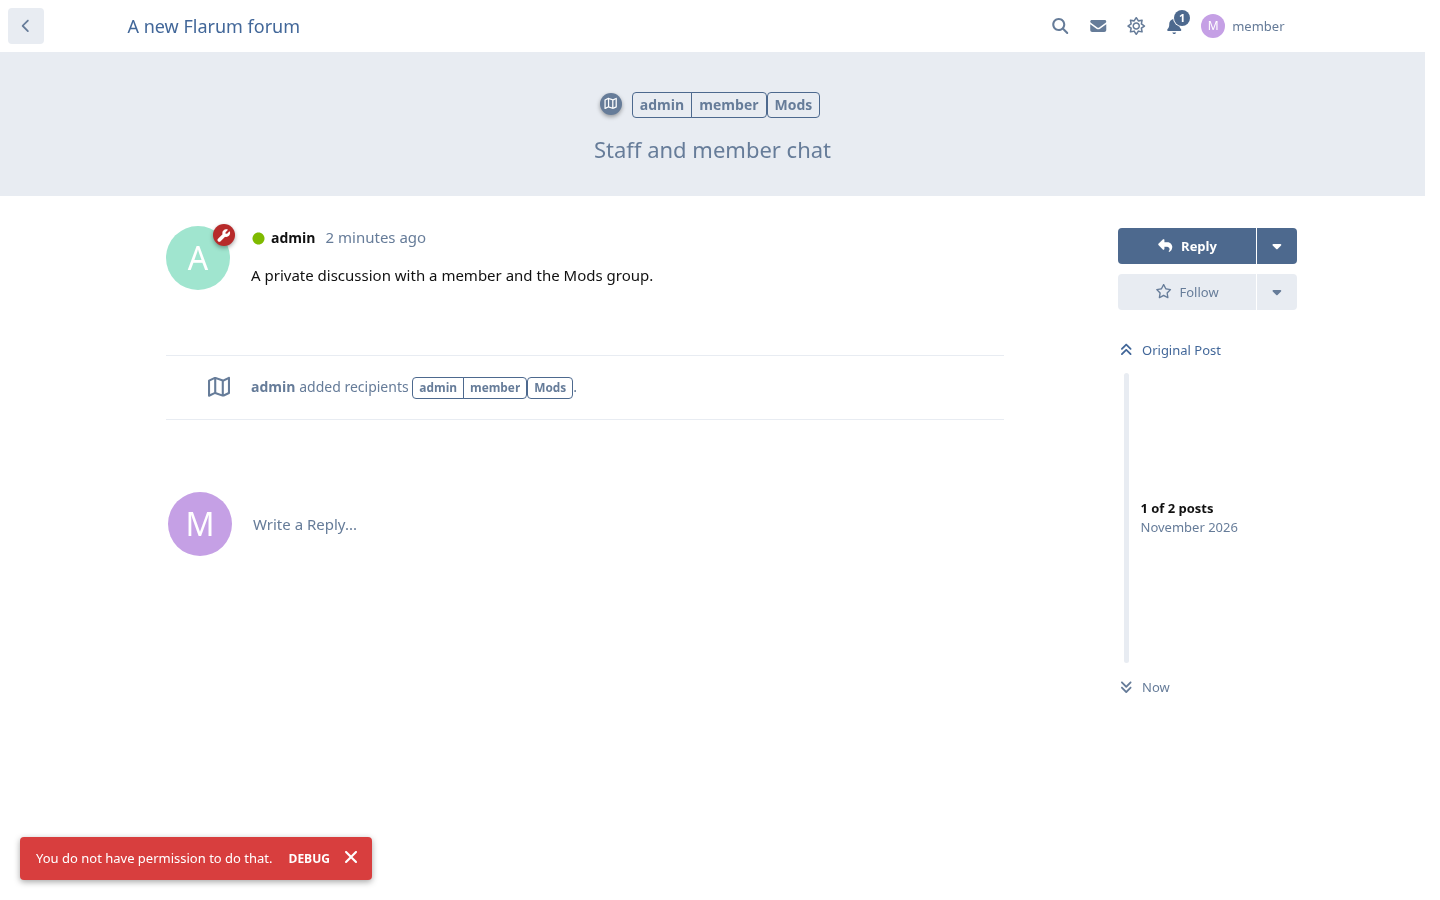 A new Flarum forum
1
M
member
admin member Mods
Staff and member chat
A
admin 2 minutes ago
A private discussion with a member and the Mods group.
admin added recipients admin member Mods.
M
Write a Reply...
Reply
Follow
Original Post
1 of 2 posts
November 2026
Now
You do not have permission to do that. DEBUG